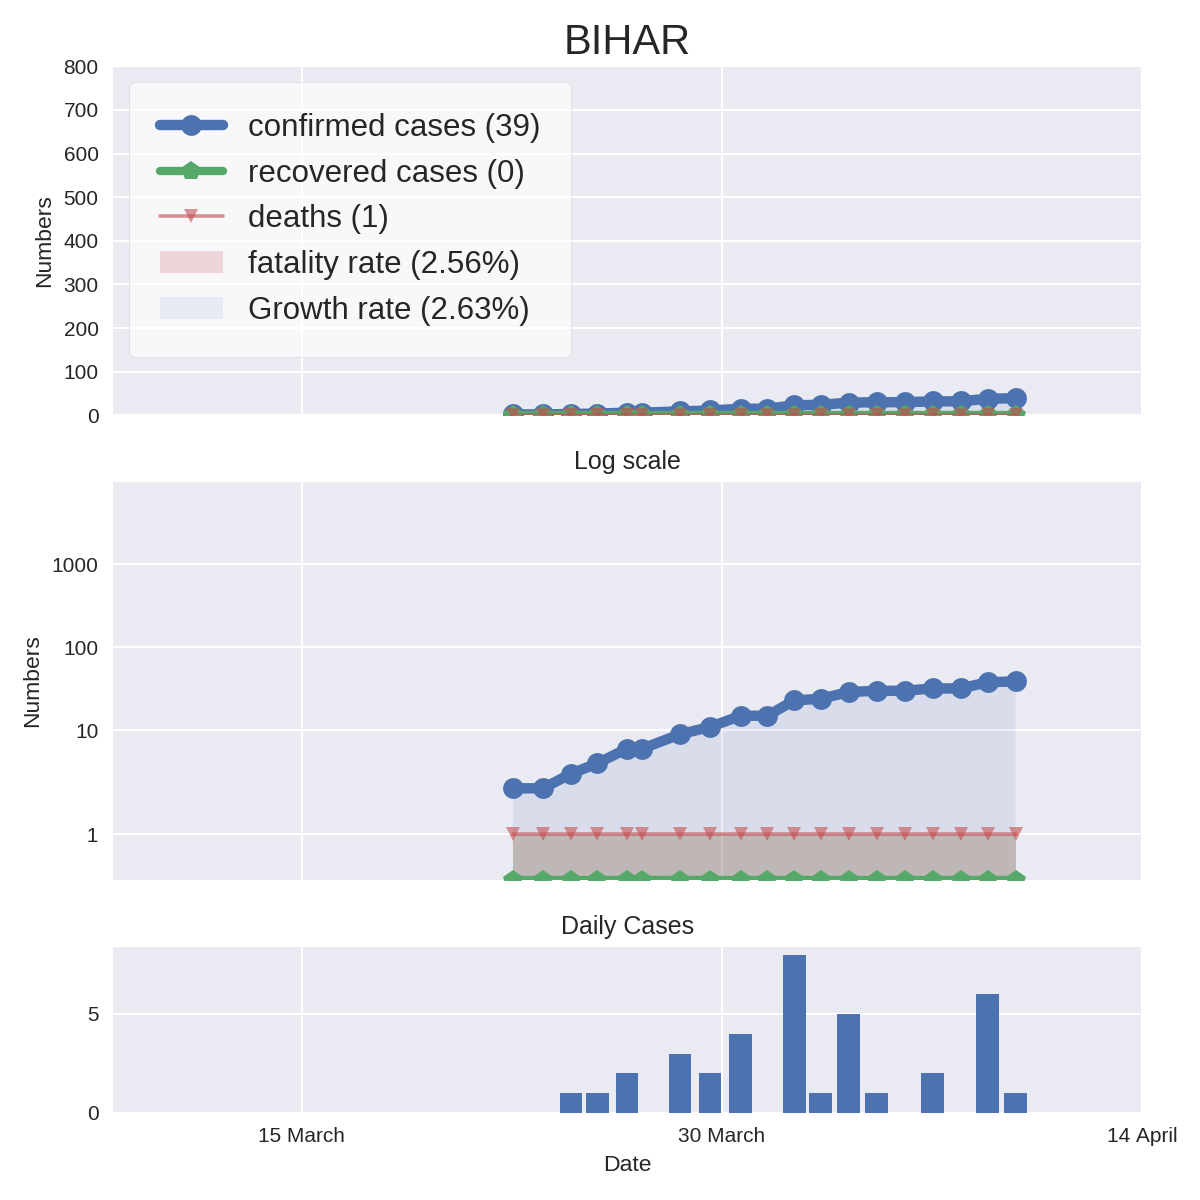 BIHAR
800
700
600
500
400
300
200
100
0
Numbers
confirmed cases (39)
recovered cases (0)
deaths (1)
fatality rate (2.56%)
Growth rate (2.63%)
Log scale
1000
100
10
1
Numbers
Daily Cases
5
0
15 March
30 March
14 April
Date